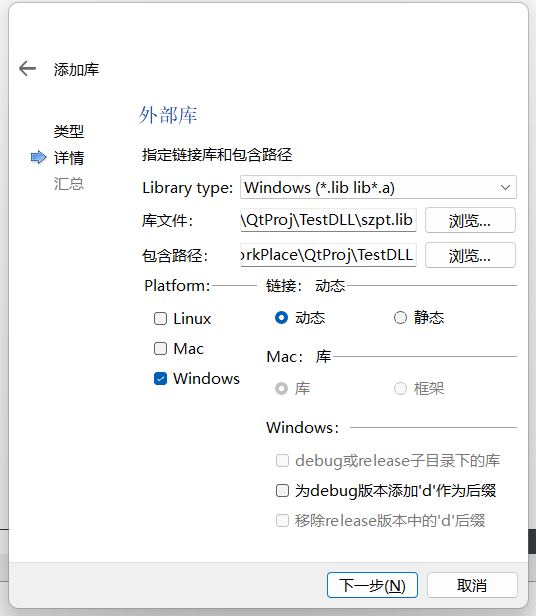 添加库
类型
详情
汇总
外部库
指定链接库和包含路径
Library type: Windows (*.lib lib*.a)
库文件: \QtProj\TestDLL\szpt.lib 浏览...
包含路径: orkPlace\QtProj\TestDLL 浏览...
Platform: 链接: 动态
Linux 动态 静态
Mac
Mac: 库
Windows
库 框架
Windows:
debug或release子目录下的库
为debug版本添加'd'作为后缀
移除release版本中的'd'后缀
下一步(N) 取消